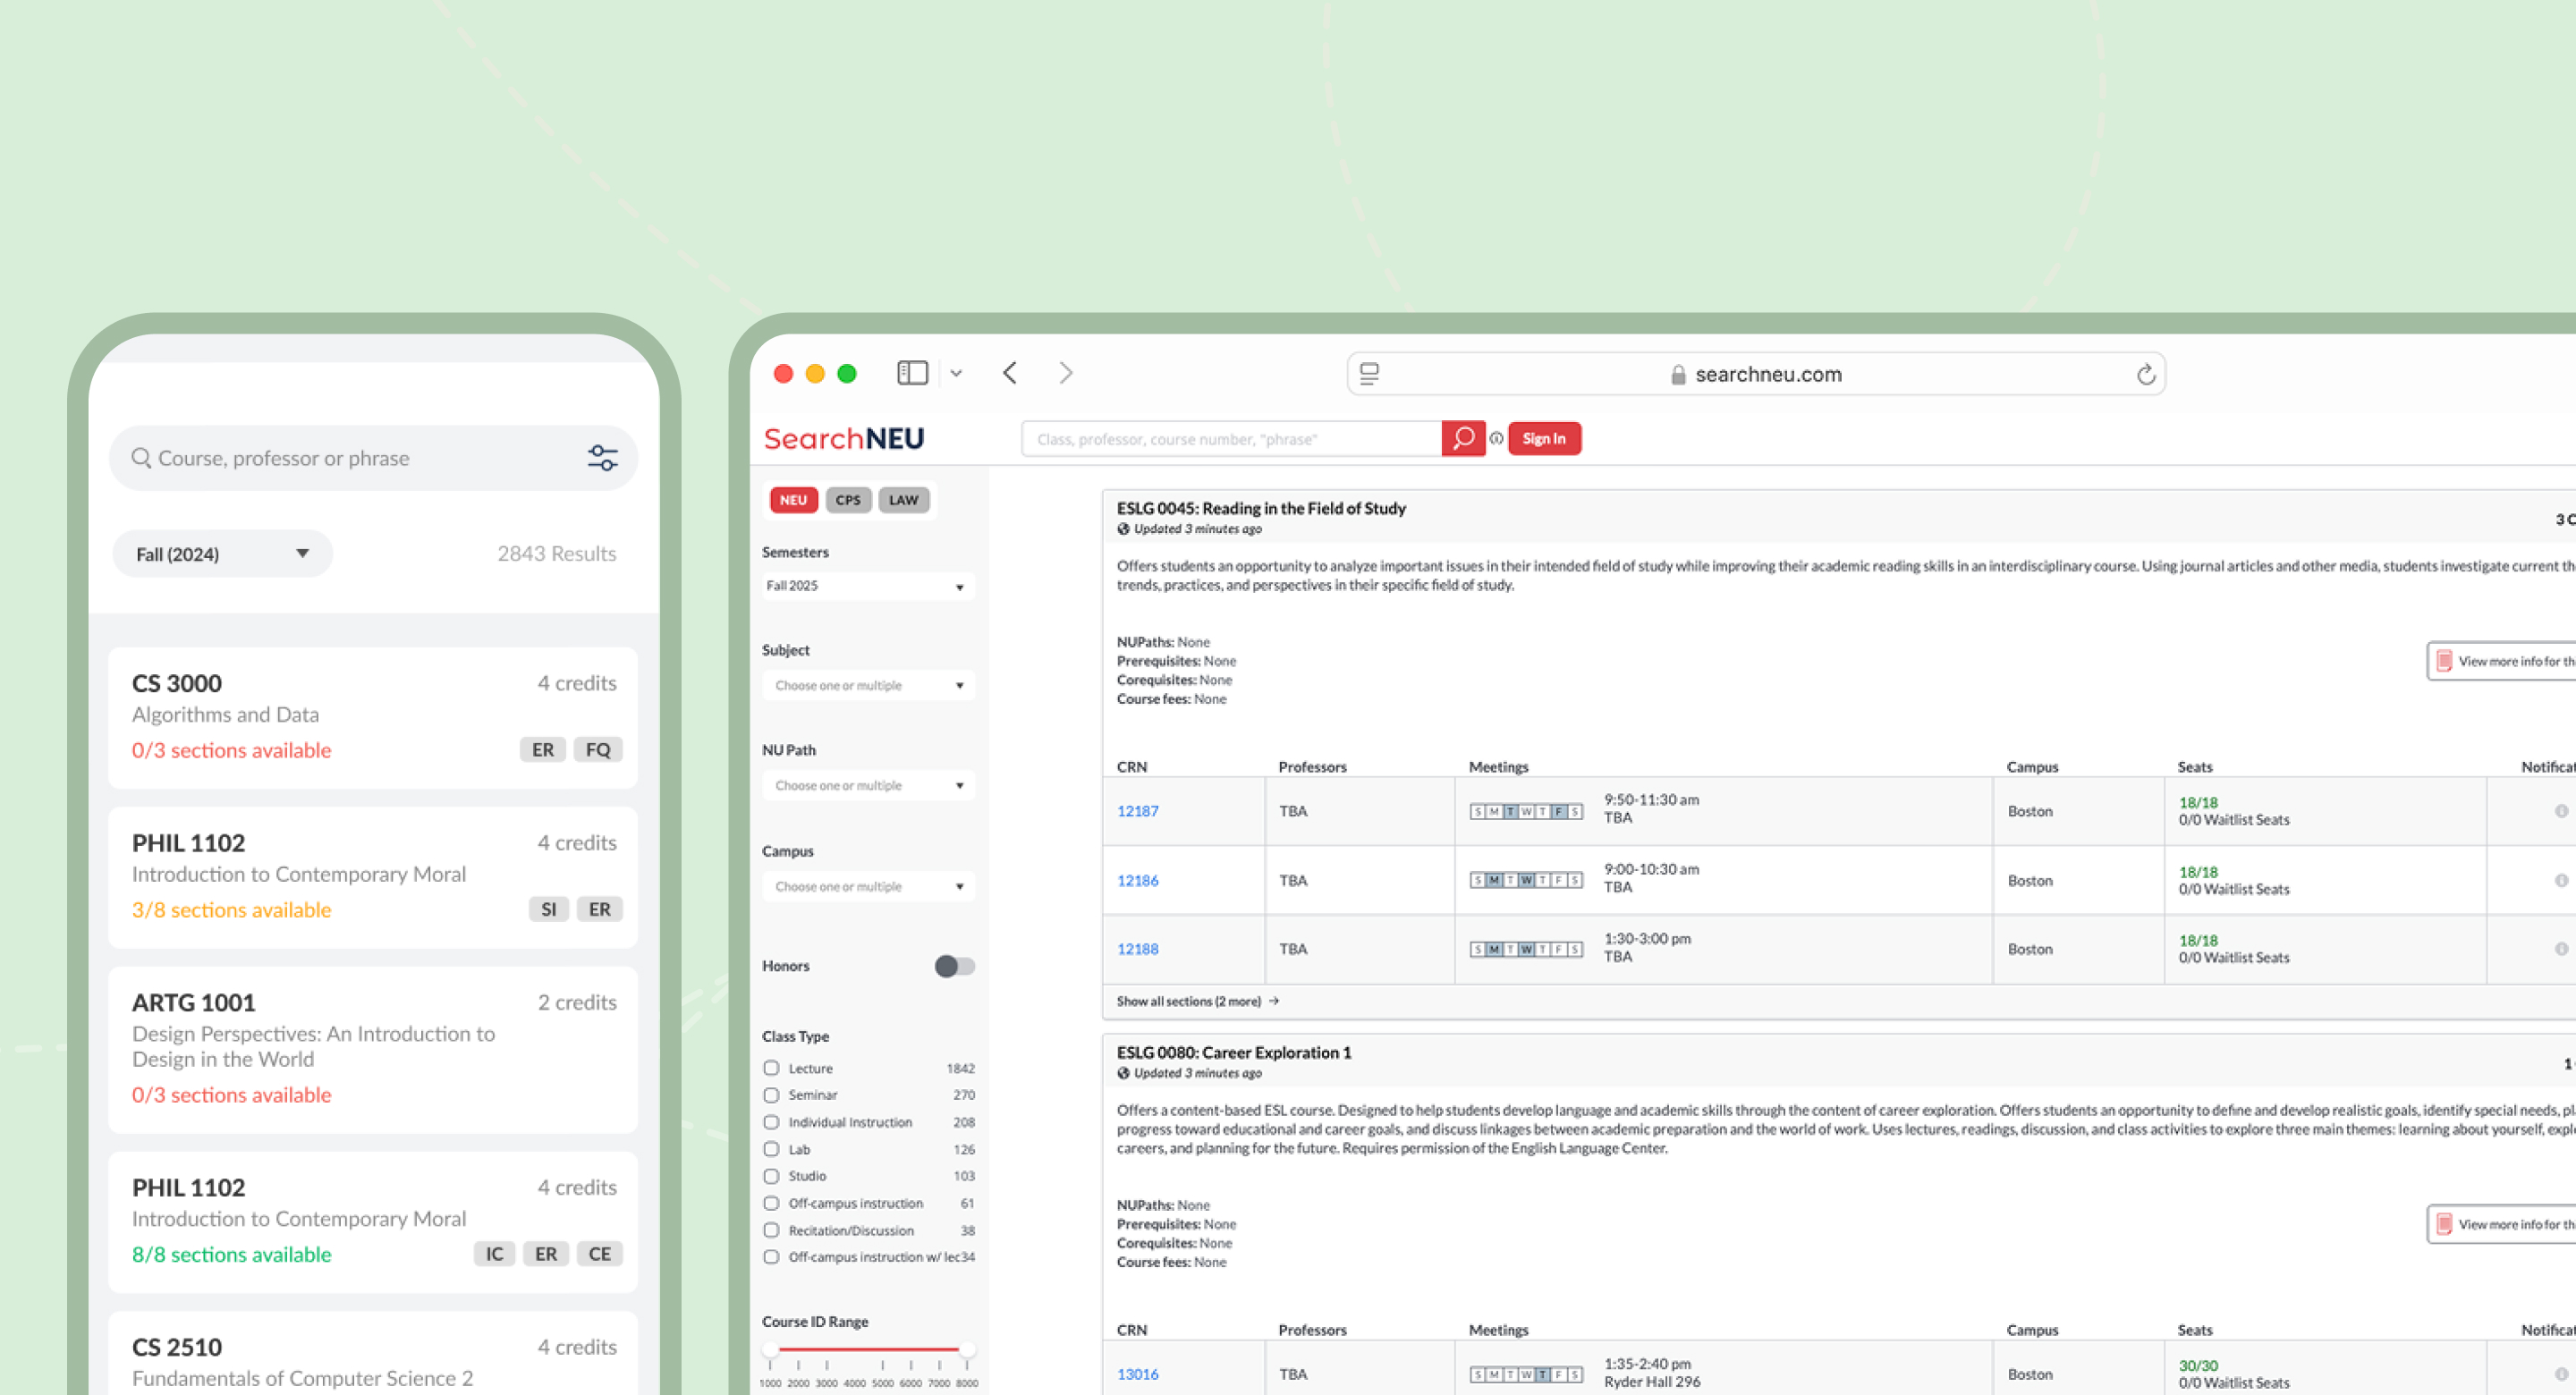 Course, professor or phrase
Fall (2024)
2843 Results
CS 3000
4 credits
Algorithms and Data
0/3 sections available
ER FQ
PHIL 1102
4 credits
Introduction to Contemporary Moral
3/8 sections available
SI ER
ARTG 1001
2 credits
Design Perspectives: An Introduction to
Design in the World
0/3 sections available
PHIL 1102
4 credits
Introduction to Contemporary Moral
8/8 sections available
IC ER CE
CS 2510
4 credits
Fundamentals of Computer Science 2
searchneu.com
SearchNEU
Class, professor, course number, "phrase"
Sign In
NEU CPS LAW
Semesters
Fall 2025
Subject
Choose one or multiple
NU Path
Choose one or multiple
Campus
Choose one or multiple
Honors
Class Type
Lecture 1842
Seminar 270
Individual Instruction 208
Lab 126
Studio 103
Off-campus instruction 61
Recitation/Discussion 38
Off-campus instruction w/ lec34
Course ID Range
1000 2000 3000 4000 5000 6000 7000 8000
ESLG 0045: Reading in the Field of Study
Updated 3 minutes ago
3 C
Offers students an opportunity to analyze important issues in their intended field of study while improving their academic reading skills in an interdisciplinary course. Using journal articles and other media, students investigate current th
trends, practices, and perspectives in their specific field of study.
NUPaths: None
Prerequisites: None
Corequisites: None
Course fees: None
View more info for th
CRN Professors Meetings Campus Seats Notificat
12187 TBA S M T W T F S 9:50-11:30 am TBA Boston 18/18 0/0 Waitlist Seats
12186 TBA S M T W T F S 9:00-10:30 am TBA Boston 18/18 0/0 Waitlist Seats
12188 TBA S M T W T F S 1:30-3:00 pm TBA Boston 18/18 0/0 Waitlist Seats
Show all sections (2 more) →
ESLG 0080: Career Exploration 1
Updated 3 minutes ago
1
Offers a content-based ESL course. Designed to help students develop language and academic skills through the content of career exploration. Offers students an opportunity to define and develop realistic goals, identify special needs, pl
progress toward educational and career goals, and discuss linkages between academic preparation and the world of work. Uses lectures, readings, discussion, and class activities to explore three main themes: learning about yourself, expl
careers, and planning for the future. Requires permission of the English Language Center.
NUPaths: None
Prerequisites: None
Corequisites: None
Course fees: None
View more info for th
CRN Professors Meetings Campus Seats Notificat
13016 TBA S M T W T F S 1:35-2:40 pm Ryder Hall 296 Boston 30/30 0/0 Waitlist Seats